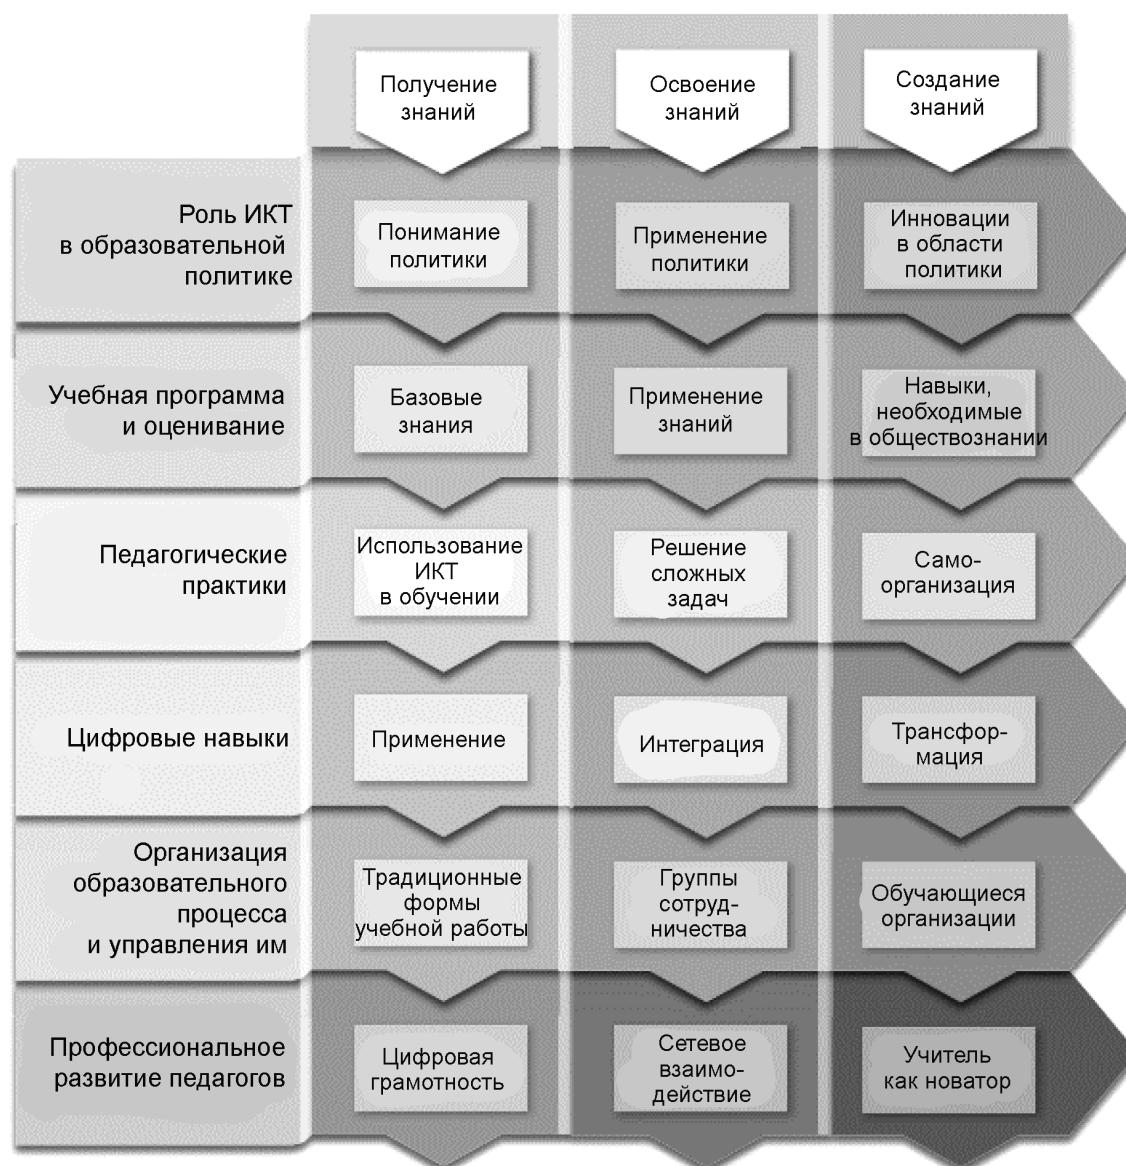 Получение
знаний
Освоение
знаний
Создание
знаний
Роль ИКТ
в образовательной
политике
Понимание
политики
Применение
политики
Инновации
в области
политики
Учебная программа
и оценивание
Базовые
знания
Применение
знаний
Навыки,
необходимые
в обществознании
Педагогические
практики
Использование
ИКТ
в обучении
Решение
сложных
задач
Само-
организация
Цифровые навыки
Применение
Интеграция
Трансфор-
мация
Организация
образовательного
процесса
и управления им
Традиционные
формы
учебной работы
Группы
сотруд-
ничества
Обучающиеся
организации
Профессиональное
развитие педагогов
Цифровая
грамотность
Сетевое
взаимо-
действие
Учитель
как новатор